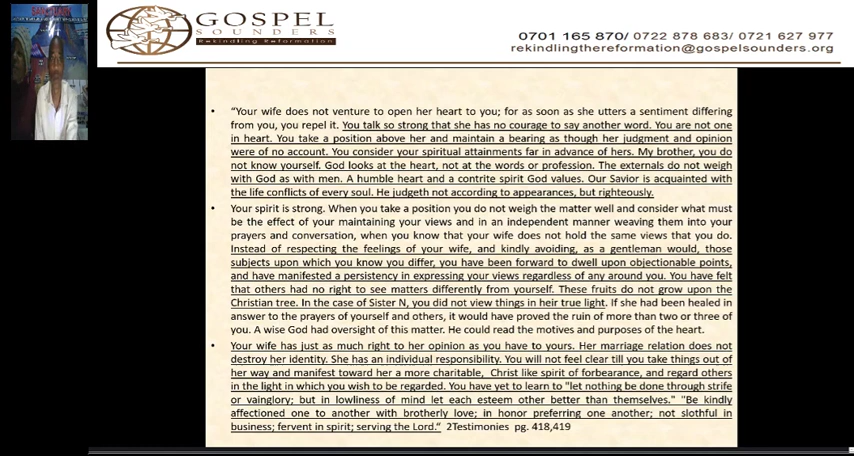 SANCTUARY
GOSPEL
SOUNDERS
Rekindling Reformation
0701 165 870/ 0722 878 683/ 0721 627 977
rekindlingthereformation@gospelsounders.org
• “Your wife does not venture to open her heart to you; for as soon as she utters a sentiment differing
from you, you repel it. You talk so strong that she has no courage to say another word. You are not one
in heart. You take a position above her and maintain a bearing as though her judgment and opinion
were of no account. You consider your spiritual attainments far in advance of hers. My brother, you do
not know yourself. God looks at the heart, not at the words or profession. The externals do not weigh
with God as with men. A humble heart and a contrite spirit God values. Our Savior is acquainted with
the life conflicts of every soul. He judgeth not according to appearances, but righteously.
• Your spirit is strong. When you take a position you do not weigh the matter well and consider what must
be the effect of your maintaining your views and in an independent manner weaving them into your
prayers and conversation, when you know that your wife does not hold the same views that you do.
Instead of respecting the feelings of your wife, and kindly avoiding, as a gentleman would, those
subjects upon which you know you differ, you have been forward to dwell upon objectionable points,
and have manifested a persistency in expressing your views regardless of any around you. You have felt
that others had no right to see matters differently from yourself. These fruits do not grow upon the
Christian tree. In the case of Sister N, you did not view things in heir true light. If she had been healed in
answer to the prayers of yourself and others, it would have proved the ruin of more than two or three of
you. A wise God had oversight of this matter. He could read the motives and purposes of the heart.
• Your wife has just as much right to her opinion as you have to yours. Her marriage relation does not
destroy her identity. She has an individual responsibility. You will not feel clear till you take things out of
her way and manifest toward her a more charitable, Christ like spirit of forbearance, and regard others
in the light in which you wish to be regarded. You have yet to learn to "let nothing be done through strife
or vainglory; but in lowliness of mind let each esteem other better than themselves." "Be kindly
affectioned one to another with brotherly love; in honor preferring one another; not slothful in
business; fervent in spirit; serving the Lord.“ 2Testimonies pg. 418,419